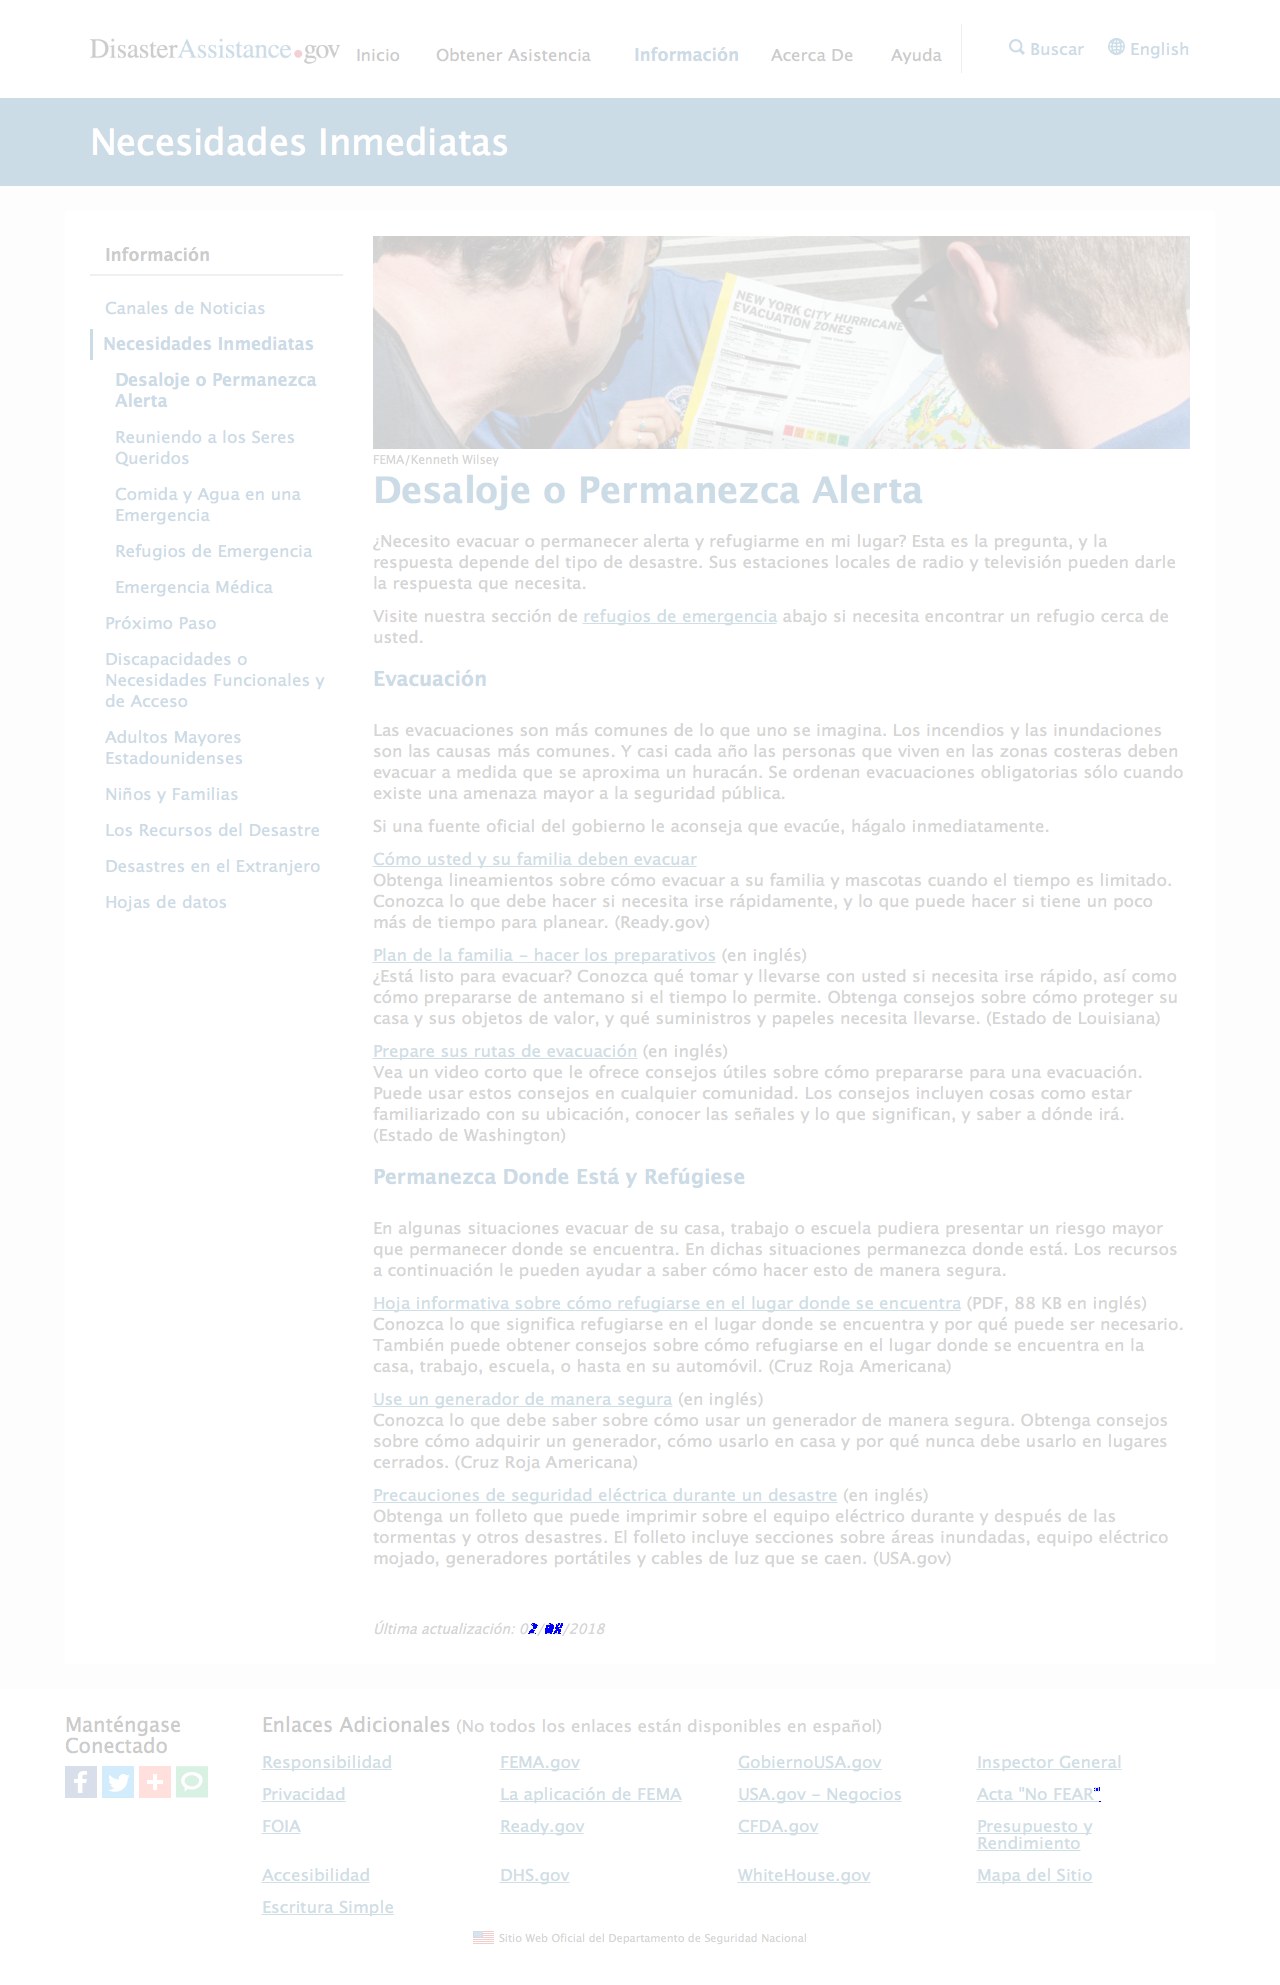 DisasterAssistance.gov Inicio Obtener Asistencia Información Acerca De Ayuda Buscar English
Necesidades Inmediatas
Información
Canales de Noticias
Necesidades Inmediatas
Desaloje o Permanezca
Alerta
Reuniendo a los Seres
Queridos
Comida y Agua en una
Emergencia
Refugios de Emergencia
Emergencia Médica
Próximo Paso
Discapacidades o
Necesidades Funcionales y
de Acceso
Adultos Mayores
Estadounidenses
Niños y Familias
Los Recursos del Desastre
Desastres en el Extranjero
Hojas de datos
NEW YORK CITY HURRICANE
EVACUATION ZONES
FEMA/Kenneth Wilsey
Desaloje o Permanezca Alerta
¿Necesito evacuar o permanecer alerta y refugiarme en mi lugar? Esta es la pregunta, y la
respuesta depende del tipo de desastre. Sus estaciones locales de radio y televisión pueden darle
la respuesta que necesita.
Visite nuestra sección de refugios de emergencia abajo si necesita encontrar un refugio cerca de
usted.
Evacuación
Las evacuaciones son más comunes de lo que uno se imagina. Los incendios y las inundaciones
son las causas más comunes. Y casi cada año las personas que viven en las zonas costeras deben
evacuar a medida que se aproxima un huracán. Se ordenan evacuaciones obligatorias sólo cuando
existe una amenaza mayor a la seguridad pública.
Si una fuente oficial del gobierno le aconseja que evacúe, hágalo inmediatamente.
Cómo usted y su familia deben evacuar
Obtenga lineamientos sobre cómo evacuar a su familia y mascotas cuando el tiempo es limitado.
Conozca lo que debe hacer si necesita irse rápidamente, y lo que puede hacer si tiene un poco
más de tiempo para planear. (Ready.gov)
Plan de la familia – hacer los preparativos (en inglés)
¿Está listo para evacuar? Conozca qué tomar y llevarse con usted si necesita irse rápido, así como
cómo prepararse de antemano si el tiempo lo permite. Obtenga consejos sobre cómo proteger su
casa y sus objetos de valor, y qué suministros y papeles necesita llevarse. (Estado de Louisiana)
Prepare sus rutas de evacuación (en inglés)
Vea un video corto que le ofrece consejos útiles sobre cómo prepararse para una evacuación.
Puede usar estos consejos en cualquier comunidad. Los consejos incluyen cosas como estar
familiarizado con su ubicación, conocer las señales y lo que significan, y saber a dónde irá.
(Estado de Washington)
Permanezca Donde Está y Refúgiese
En algunas situaciones evacuar de su casa, trabajo o escuela pudiera presentar un riesgo mayor
que permanecer donde se encuentra. En dichas situaciones permanezca donde está. Los recursos
a continuación le pueden ayudar a saber cómo hacer esto de manera segura.
Hoja informativa sobre cómo refugiarse en el lugar donde se encuentra (PDF, 88 KB en inglés)
Conozca lo que significa refugiarse en el lugar donde se encuentra y por qué puede ser necesario.
También puede obtener consejos sobre cómo refugiarse en el lugar donde se encuentra en la
casa, trabajo, escuela, o hasta en su automóvil. (Cruz Roja Americana)
Use un generador de manera segura (en inglés)
Conozca lo que debe saber sobre cómo usar un generador de manera segura. Obtenga consejos
sobre cómo adquirir un generador, cómo usarlo en casa y por qué nunca debe usarlo en lugares
cerrados. (Cruz Roja Americana)
Precauciones de seguridad eléctrica durante un desastre (en inglés)
Obtenga un folleto que puede imprimir sobre el equipo eléctrico durante y después de las
tormentas y otros desastres. El folleto incluye secciones sobre áreas inundadas, equipo eléctrico
mojado, generadores portátiles y cables de luz que se caen. (USA.gov)
Última actualización:
Manténgase
Conectado
Enlaces Adicionales (No todos los enlaces están disponibles en español)
Responsibilidad FEMA.gov GobiernoUSA.gov Inspector General
Privacidad La aplicación de FEMA USA.gov – Negocios Acta "No FEAR"
FOIA Ready.gov CFDA.gov Presupuesto y
Rendimiento
Accesibilidad DHS.gov WhiteHouse.gov Mapa del Sitio
Escritura Simple
Sitio Web Oficial del Departamento de Seguridad Nacional